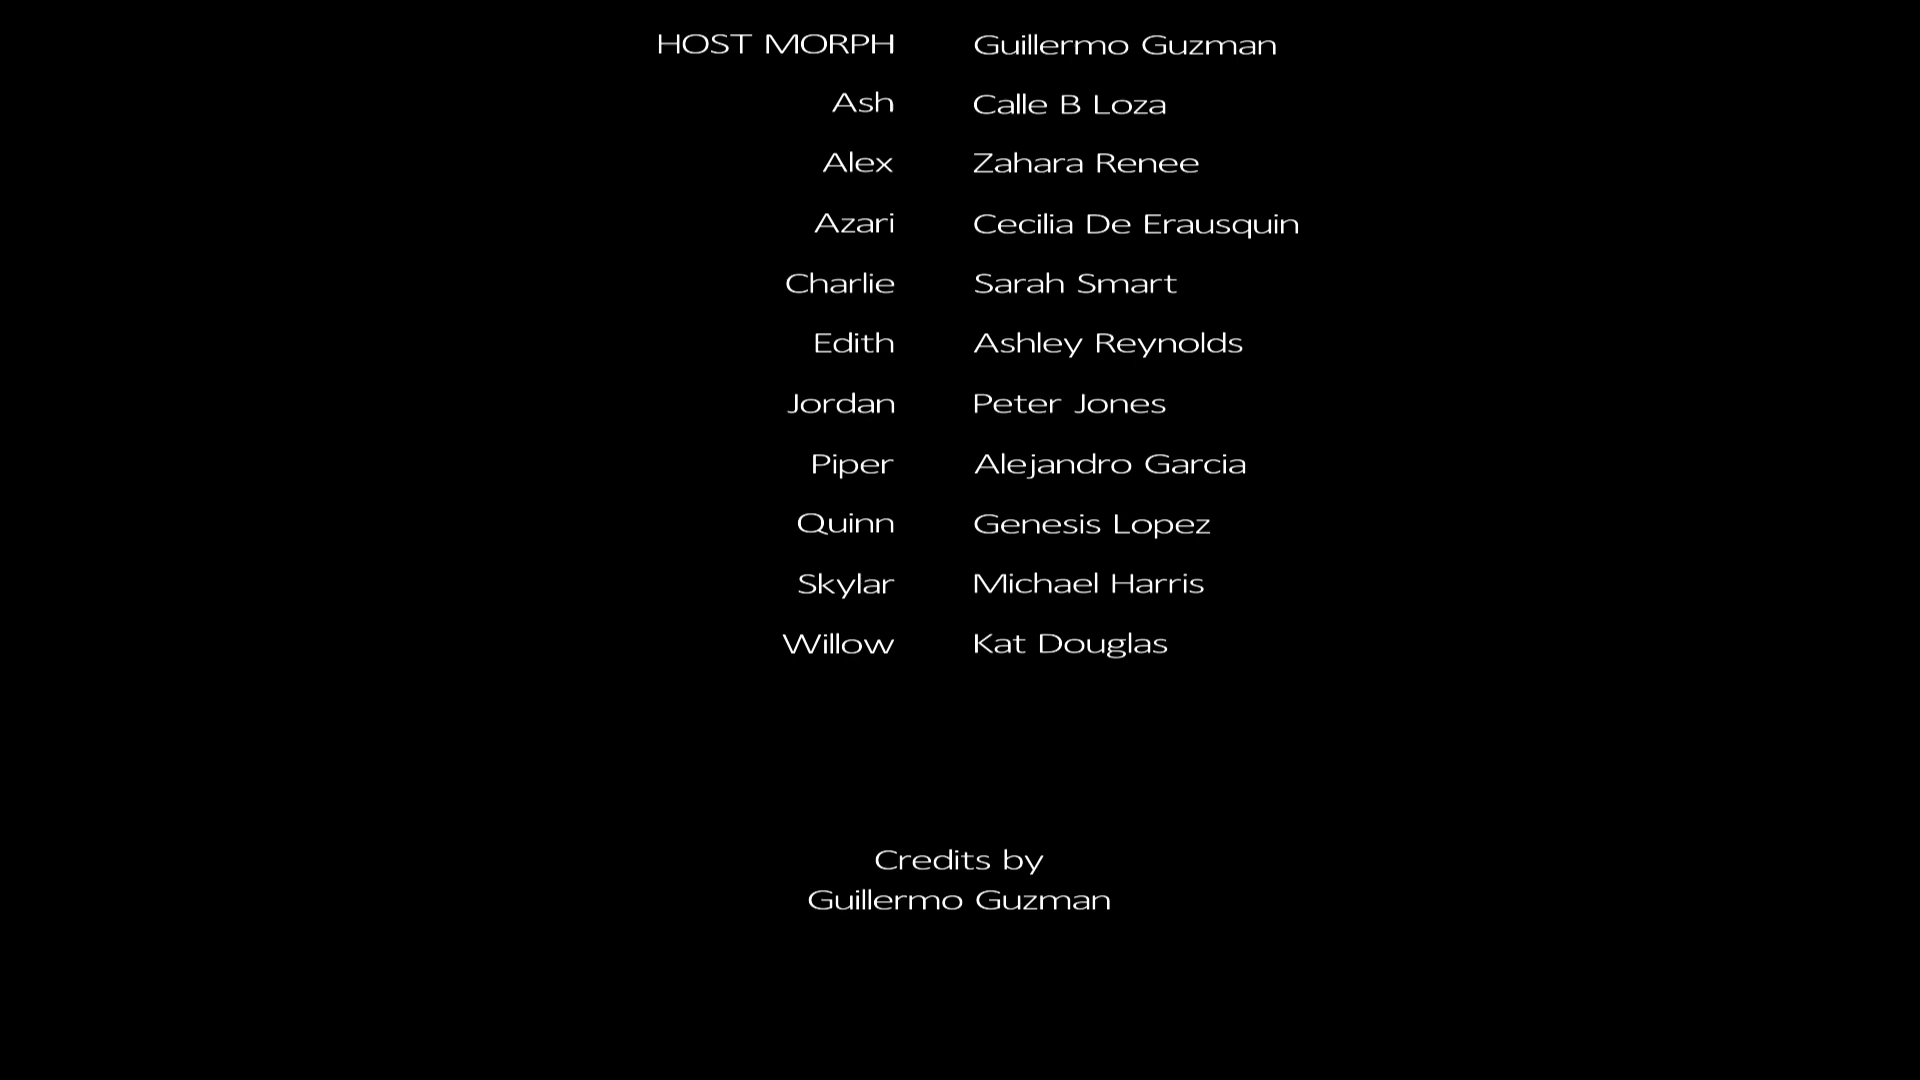 HOST MORPH Guillermo Guzman
Ash Calle B Loza
Alex Zahara Renee
Azari Cecilia De Erausquin
Charlie Sarah Smart
Edith Ashley Reynolds
Jordan Peter Jones
Piper Alejandro Garcia
Quinn Genesis Lopez
Skylar Michael Harris
Willow Kat Douglas
Credits by
Guillermo Guzman